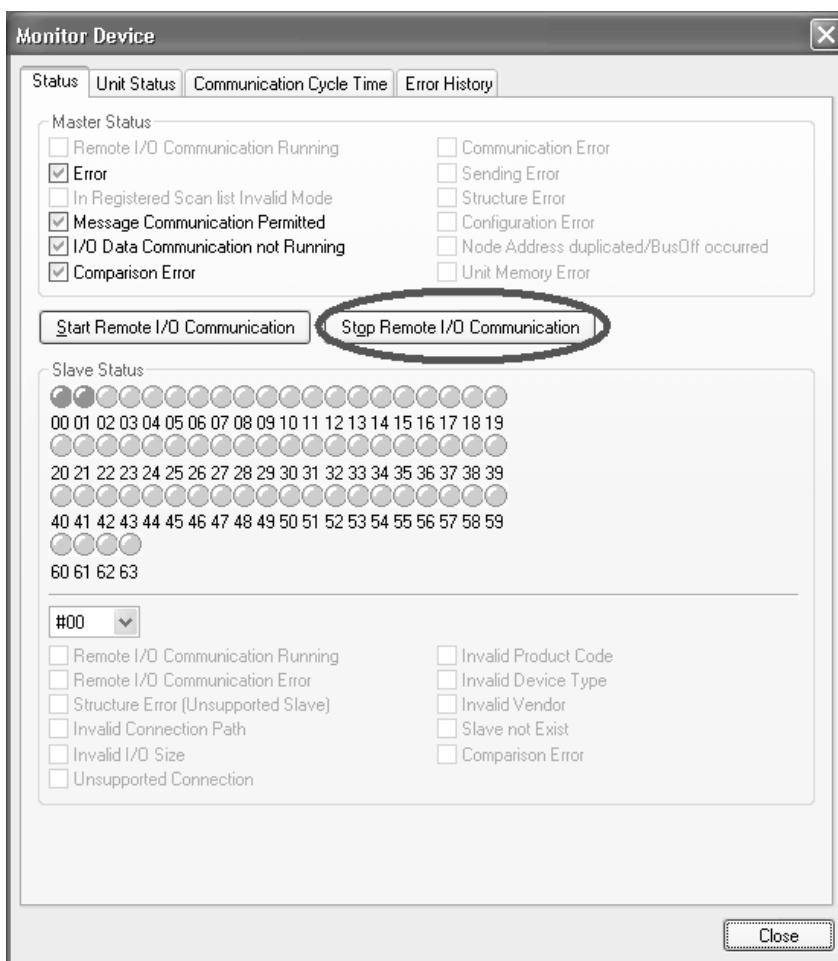 Monitor Device
Status Unit Status Communication Cycle Time Error History
Master Status
Remote I/O Communication Running Communication Error
Error Sending Error
In Registered Scan list Invalid Mode Structure Error
Message Communication Permitted Configuration Error
I/O Data Communication not Running Node Address duplicated/BusOff occurred
Comparison Error Unit Memory Error
Start Remote I/O Communication Stop Remote I/O Communication
Slave Status
00 01 02 03 04 05 06 07 08 09 10 11 12 13 14 15 16 17 18 19
20 21 22 23 24 25 26 27 28 29 30 31 32 33 34 35 36 37 38 39
40 41 42 43 44 45 46 47 48 49 50 51 52 53 54 55 56 57 58 59
60 61 62 63
#00
Remote I/O Communication Running Invalid Product Code
Remote I/O Communication Error Invalid Device Type
Structure Error (Unsupported Slave) Invalid Vendor
Invalid Connection Path Slave not Exist
Invalid I/O Size Comparison Error
Unsupported Connection
Close